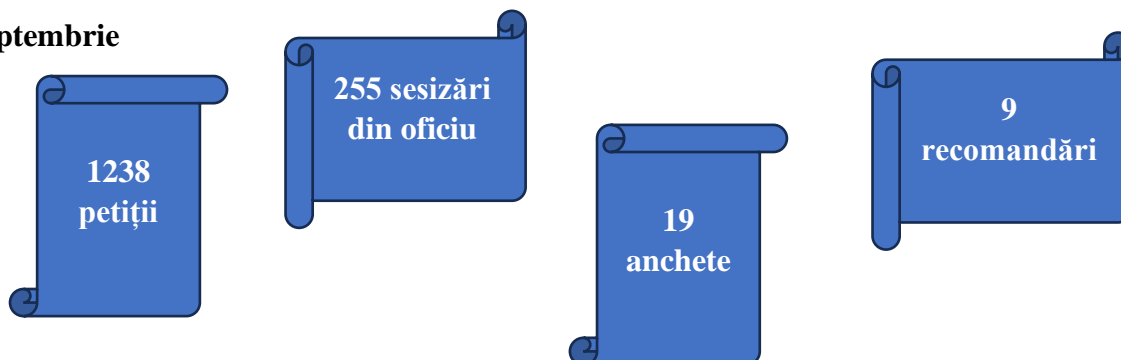 ptembrie
1238
petiții
255 sesizări
din oficiu
19
anchete
9
recomandări